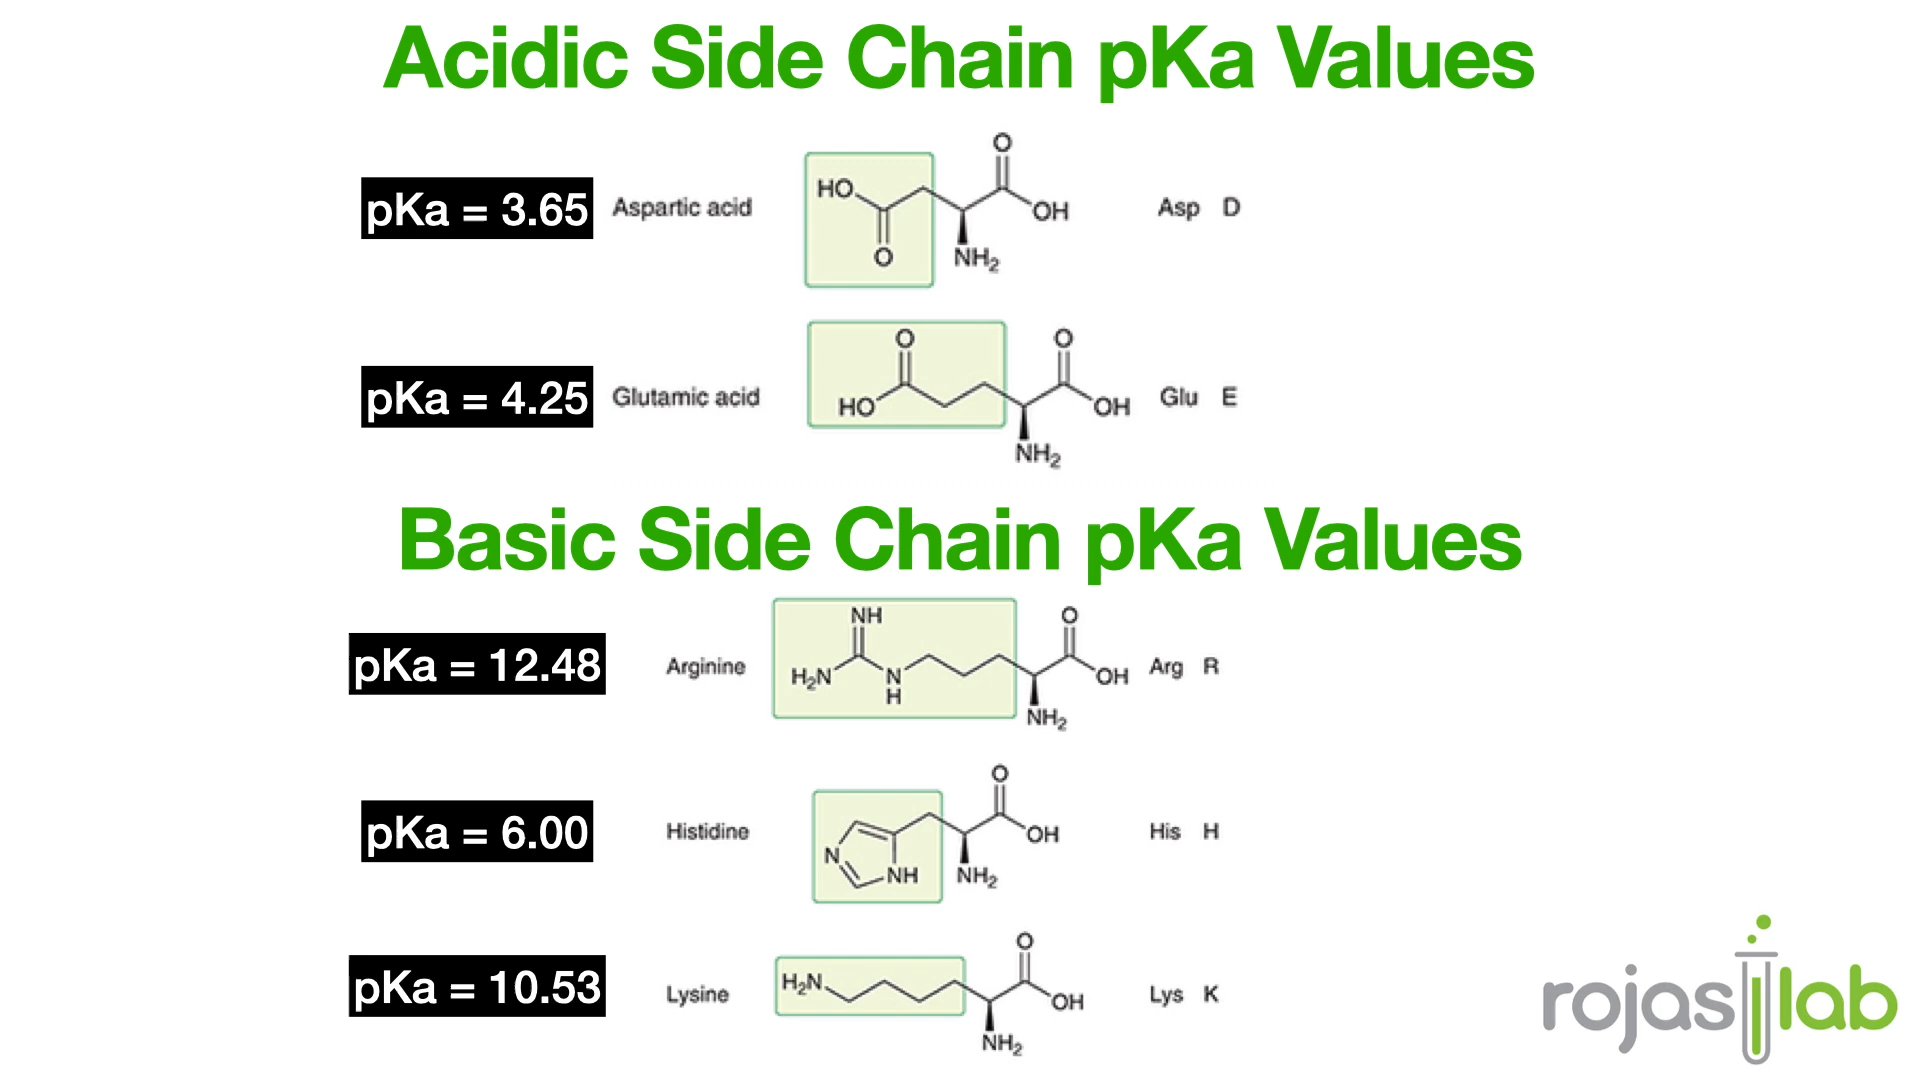 Acidic Side Chain pKa Values
O
pKa = 3.65 Aspartic acid HO OH Asp D
O NH₂
O O
pKa = 4.25 Glutamic acid HO OH Glu E
NH₂
Basic Side Chain pKa Values
NH O
pKa = 12.48 Arginine H₂N N H OH Arg R
NH₂
O
pKa = 6.00 Histidine N NH OH His H
NH₂
O
pKa = 10.53 Lysine H₂N OH Lys K
NH₂
rojas lab